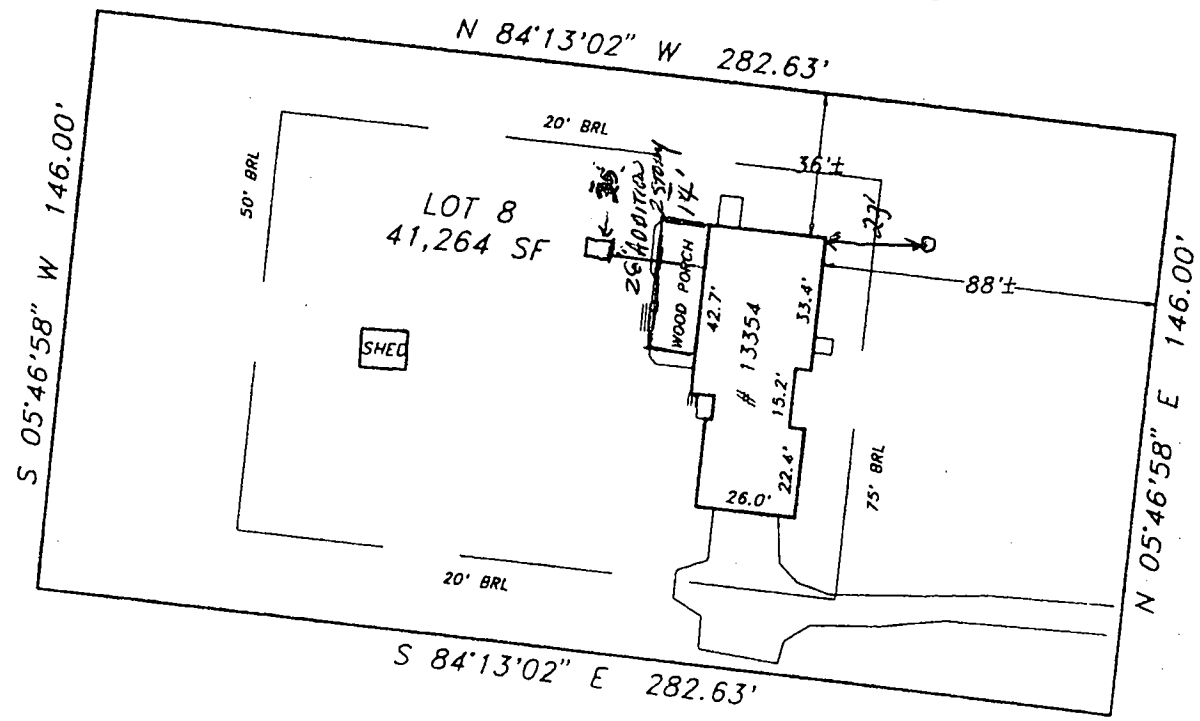 N 84°13'02" W 282.63'
20' BRL
50' BRL
S 05°46'58" W 146.00'
LOT 8
41,264 SF
26' ADDITION
2 STORY
14'
36'±
27'
88'±
WOOD PORCH
42.7'
# 13354
33.4'
15.2'
22.4'
26.0'
SHED
75' BRL
N 05°46'58" E 146.00'
20' BRL
S 84°13'02" E 282.63'